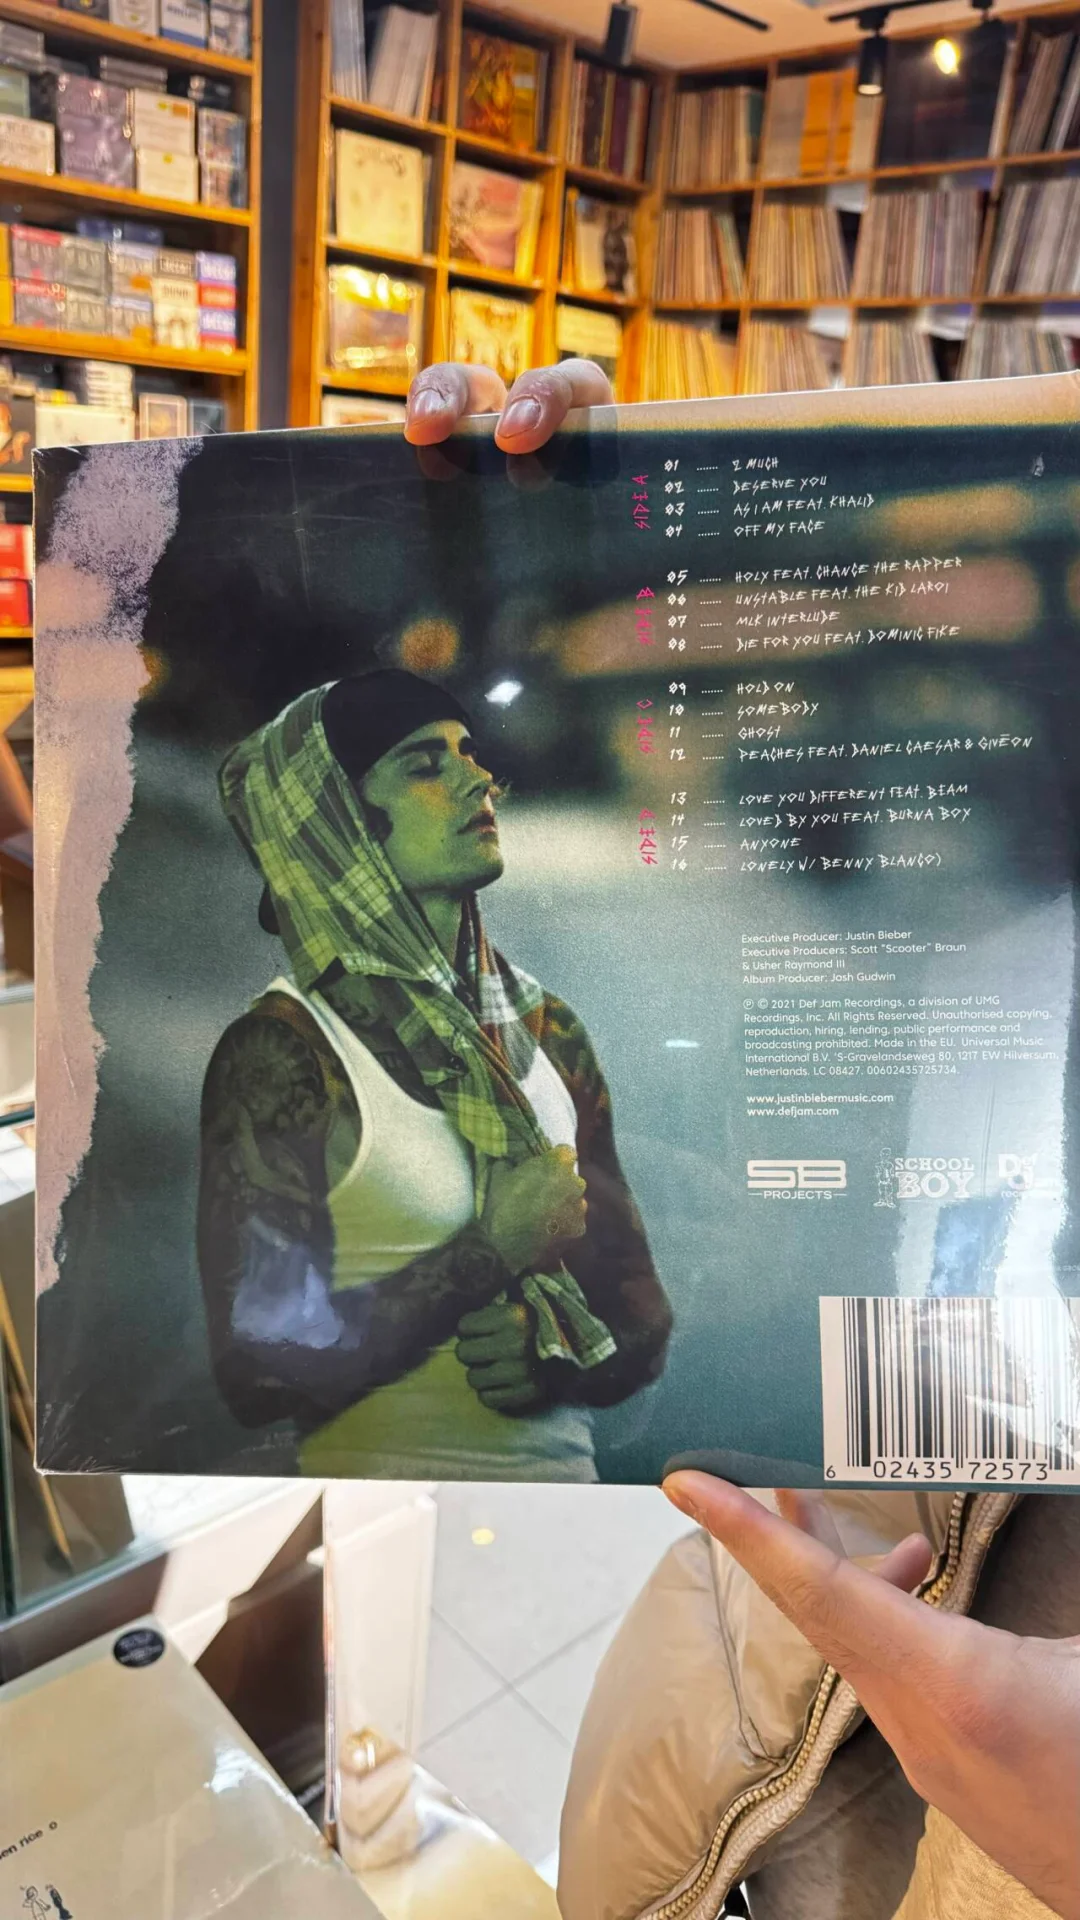 SIDE A
01 ....... 2 MUCH
02 ....... DESERVE YOU
03 ....... AS I AM FEAT. KHALID
04 ....... OFF MY FACE
SIDE B
05 ....... HOLY FEAT. CHANCE THE RAPPER
06 ....... UNSTABLE FEAT. THE KID LAROI
07 ....... MLK INTERLUDE
08 ....... DIE FOR YOU FEAT. DOMINIC FIKE
SIDE C
09 ....... HOLD ON
10 ....... SOMEBODY
11 ....... GHOST
12 ....... PEACHES FEAT. DANIEL CAESAR & GIVĒON
SIDE D
13 ....... LOVE YOU DIFFERENT FEAT. BEAM
14 ....... LOVED BY YOU FEAT. BURNA BOY
15 ....... ANYONE
16 ....... LONELY W/ BENNY BLANCO)
Executive Producer: Justin Bieber
Executive Producers: Scott "Scooter" Braun
& Usher Raymond III
Album Producer: Josh Gudwin
℗ © 2021 Def Jam Recordings, a division of UMG
Recordings, Inc. All Rights Reserved. Unauthorised copying,
reproduction, hiring, lending, public performance and
broadcasting prohibited. Made in the EU. Universal Music
International B.V. 'S-Gravelandseweg 80, 1217 EW Hilversum,
Netherlands. LC 08427. 00602435725734.
www.justinbiebermusic.com
www.defjam.com
SB
PROJECTS
SCHOOL
BOY
Def
6 02435 72573
rice